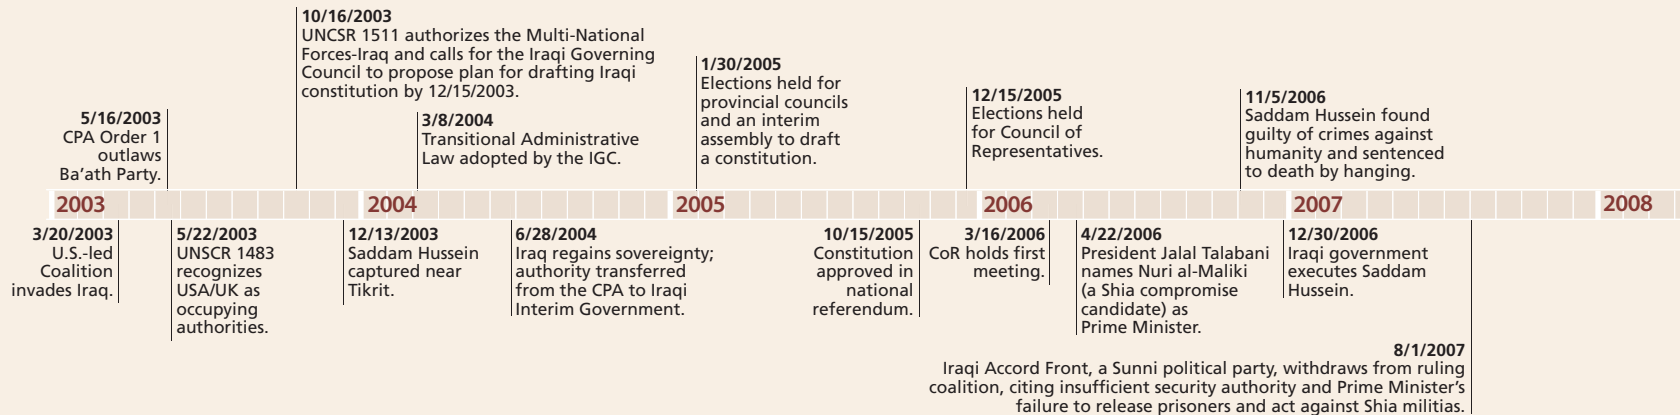 10/16/2003
UNCSR 1511 authorizes the Multi-National
Forces-Iraq and calls for the Iraqi Governing
Council to propose plan for drafting Iraqi
constitution by 12/15/2003.
1/30/2005
Elections held for
provincial councils
and an interim
assembly to draft
a constitution.
12/15/2005
Elections held
for Council of
Representatives.
11/5/2006
Saddam Hussein found
guilty of crimes against
humanity and sentenced
to death by hanging.
5/16/2003
CPA Order 1
outlaws
Ba’ath Party.
3/8/2004
Transitional Administrative
Law adopted by the IGC.
2003 2004 2005 2006 2007 2008
3/20/2003
U.S.-led
Coalition
invades Iraq.
5/22/2003
UNSCR 1483
recognizes
USA/UK as
occupying
authorities.
12/13/2003
Saddam Hussein
captured near
Tikrit.
6/28/2004
Iraq regains sovereignty;
authority transferred
from the CPA to Iraqi
Interim Government.
10/15/2005
Constitution
approved in
national
referendum.
3/16/2006
CoR holds first
meeting.
4/22/2006
President Jalal Talabani
names Nuri al-Maliki
(a Shia compromise
candidate) as
Prime Minister.
12/30/2006
Iraqi government
executes Saddam
Hussein.
8/1/2007
Iraqi Accord Front, a Sunni political party, withdraws from ruling
coalition, citing insufficient security authority and Prime Minister’s
failure to release prisoners and act against Shia militias.